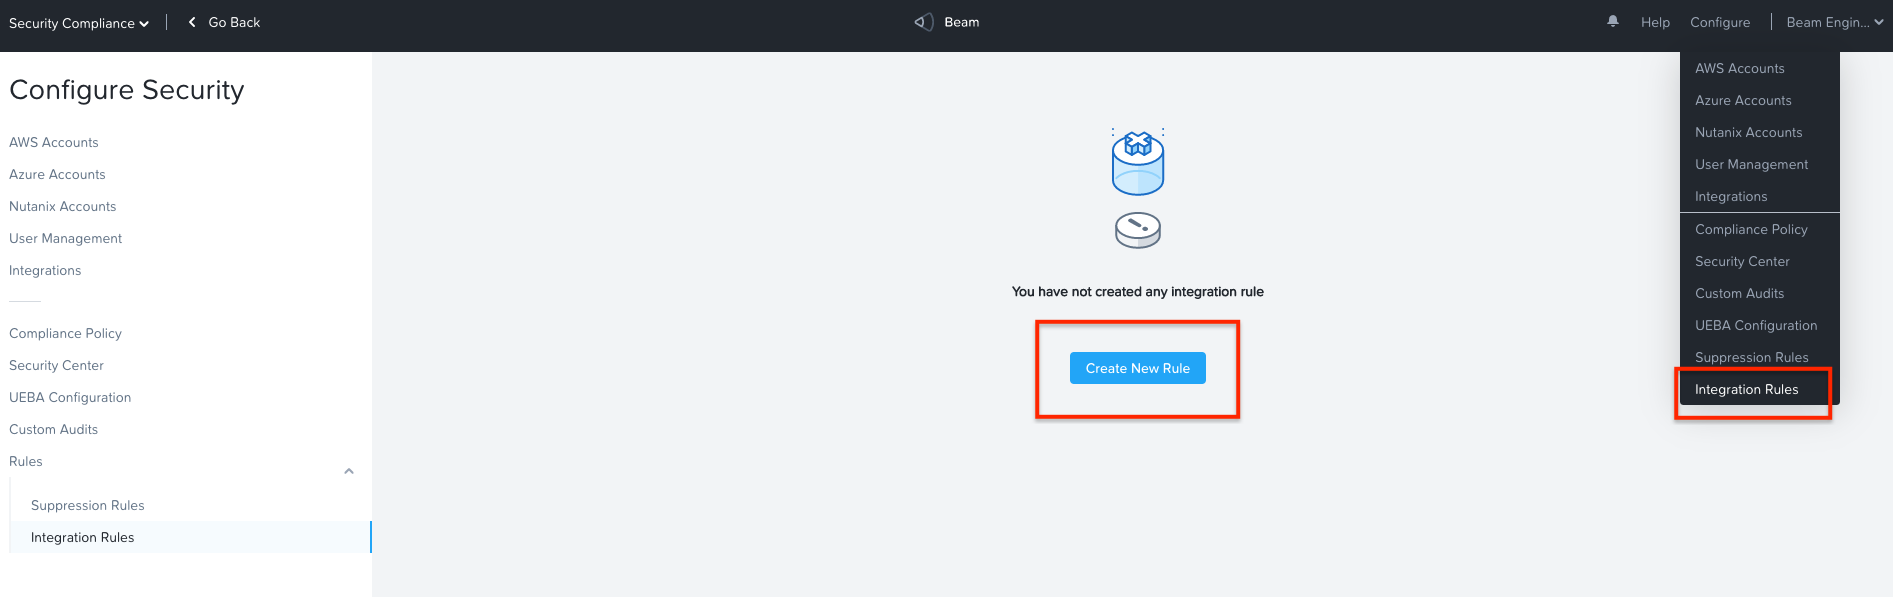 Security Compliance
Go Back
Beam
Help
Configure
Beam Engin...
Configure Security
AWS Accounts
Azure Accounts
Nutanix Accounts
User Management
Integrations
Compliance Policy
Security Center
UEBA Configuration
Custom Audits
Rules
Suppression Rules
Integration Rules
You have not created any integration rule
Create New Rule
AWS Accounts
Azure Accounts
Nutanix Accounts
User Management
Integrations
Compliance Policy
Security Center
Custom Audits
UEBA Configuration
Suppression Rules
Integration Rules